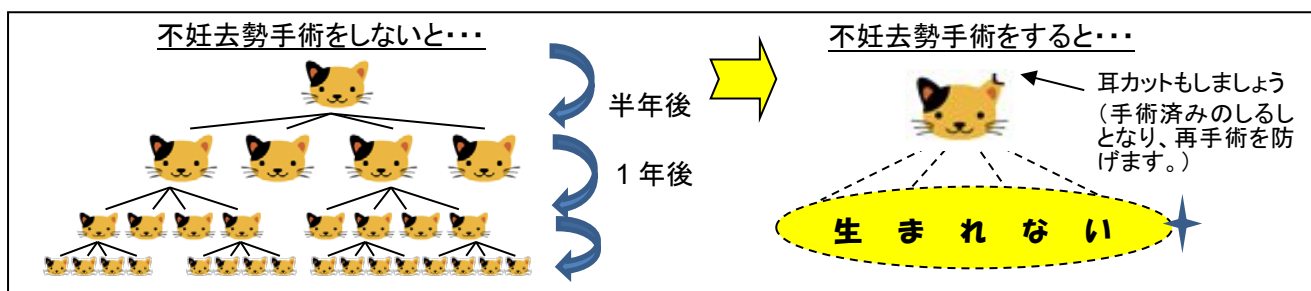 不妊去勢手術をしないと・・・
半年後
1年後
不妊去勢手術をすると・・・
耳カットもしましょう
(手術済みのしるし
となり、再手術を防
げます。)
生まれない